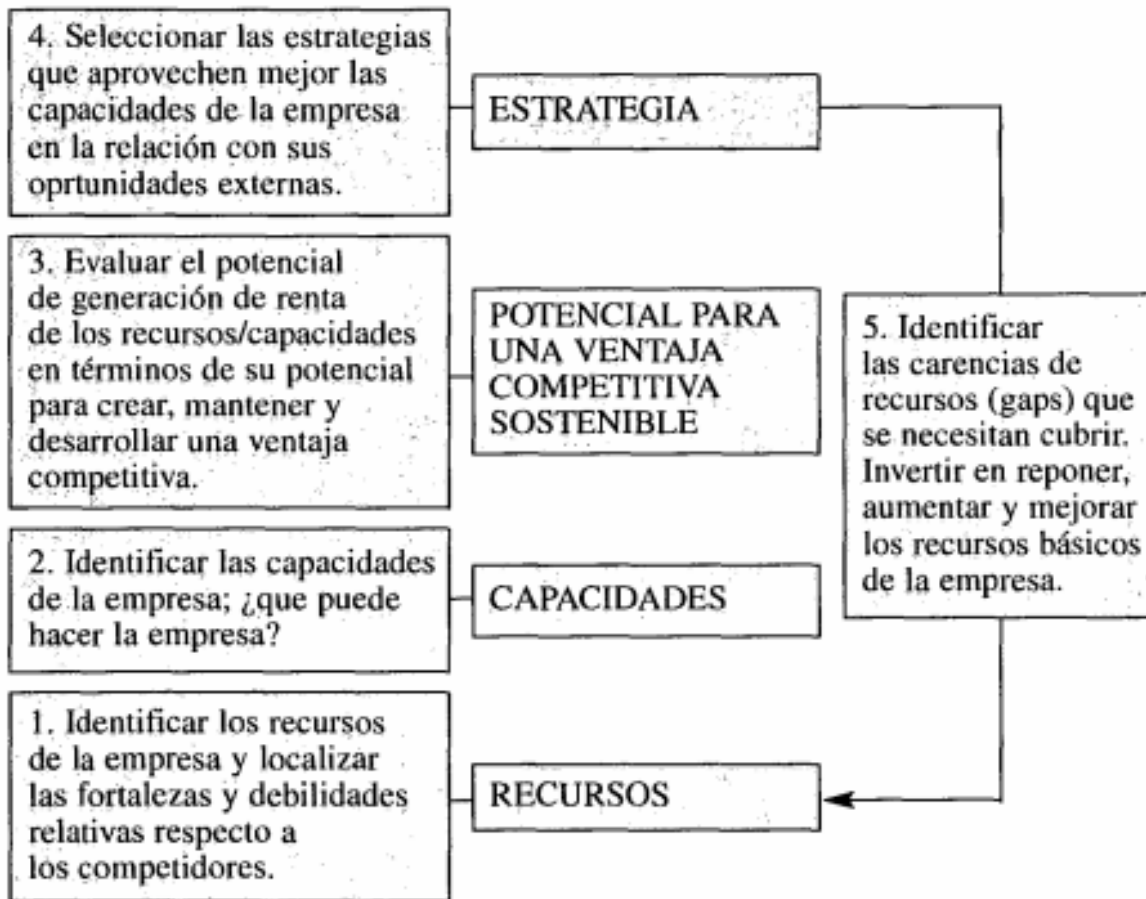 4. Seleccionar las estrategias
que aprovechen mejor las
capacidades de la empresa
en la relación con sus
oprtunidades externas.
ESTRATEGIA
3. Evaluar el potencial
de generación de renta
de los recursos/capacidades
en términos de su potencial
para crear, mantener y
desarrollar una ventaja
competitiva.
POTENCIAL PARA
UNA VENTAJA
COMPETITIVA
SOSTENIBLE
5. Identificar
las carencias de
recursos (gaps) que
se necesitan cubrir.
Invertir en reponer,
aumentar y mejorar
los recursos básicos
de la empresa.
2. Identificar las capacidades
de la empresa; ¿que puede
hacer la empresa?
CAPACIDADES
1. Identificar los recursos
de la empresa y localizar
las fortalezas y debilidades
relativas respecto a
los competidores.
RECURSOS